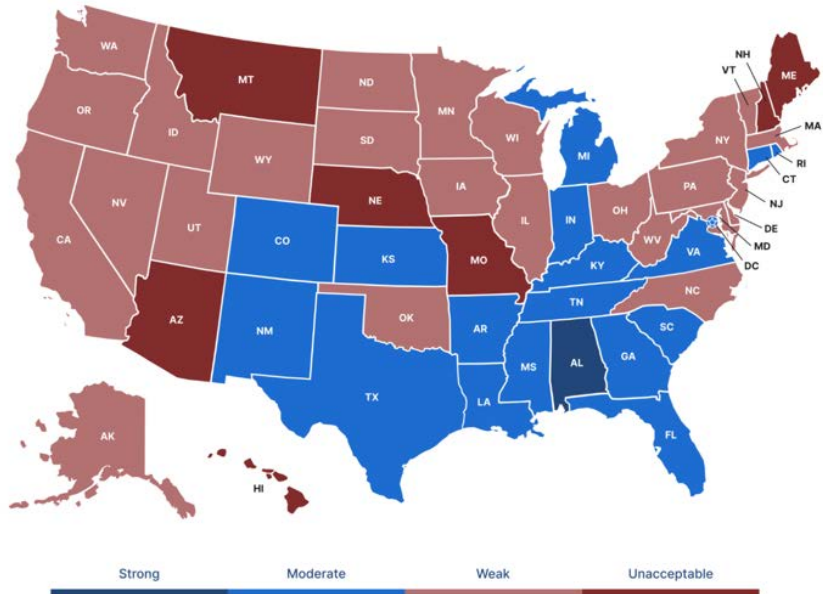 WA
MT
ND
MN
OR
ID
SD
WI
WY
NV
UT
CA
NE
IA
CO
KS
AZ
NM
OK
TX
MO
AR
LA
IL
IN
MI
OH
KY
TN
MS
AL
GA
FL
SC
NC
VA
WV
PA
NY
VT
NH
ME
MA
RI
CT
NJ
DE
MD
DC
AK
HI
Strong Moderate Weak Unacceptable